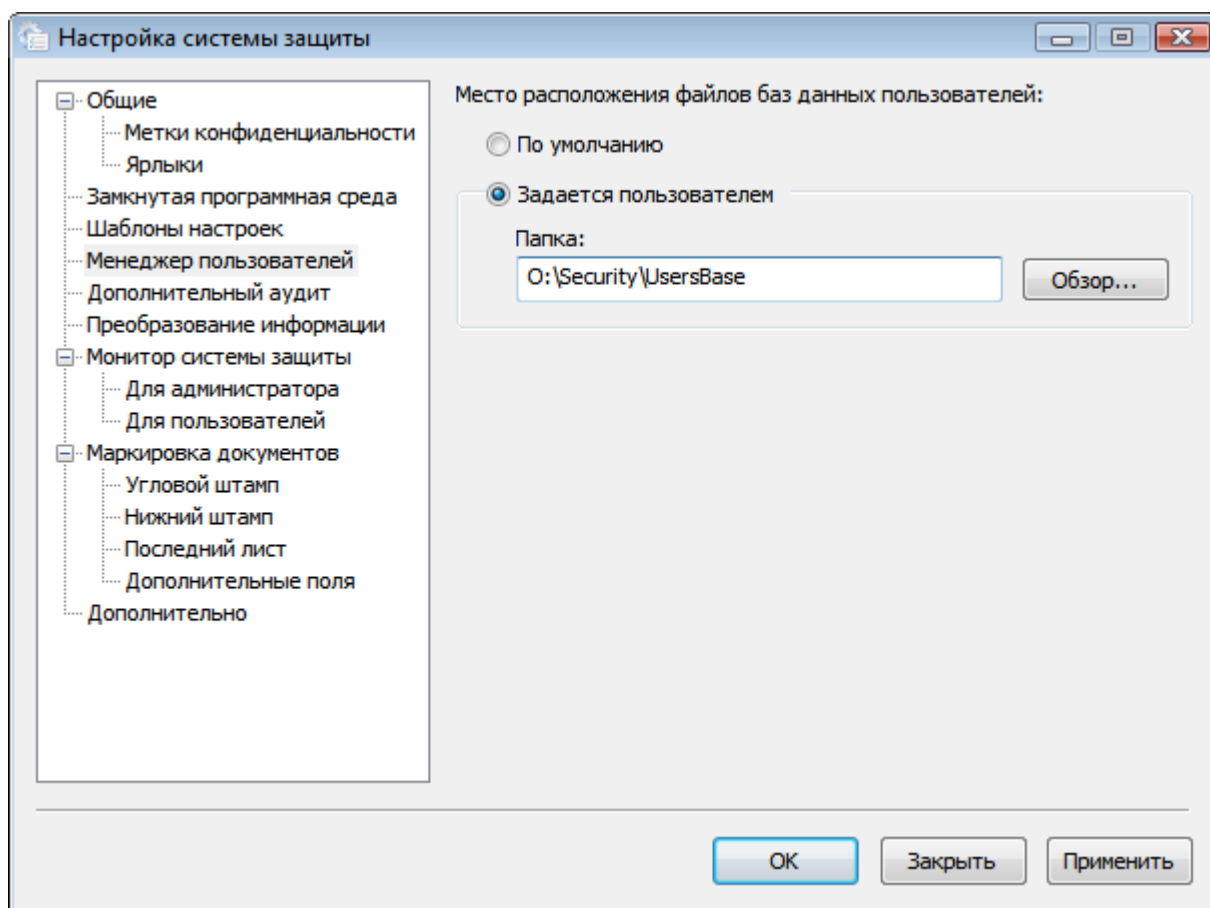 Настройка системы защиты
Общие
Метки конфиденциальности
Ярлыки
Замкнутая программная среда
Шаблоны настроек
Менеджер пользователей
Дополнительный аудит
Преобразование информации
Монитор системы защиты
Для администратора
Для пользователей
Маркировка документов
Угловой штамп
Нижний штамп
Последний лист
Дополнительные поля
Дополнительно
Место расположения файлов баз данных пользователей:
По умолчанию
Задается пользователем
Папка:
O:\Security\UsersBase
Обзор...
OK
Закрыть
Применить